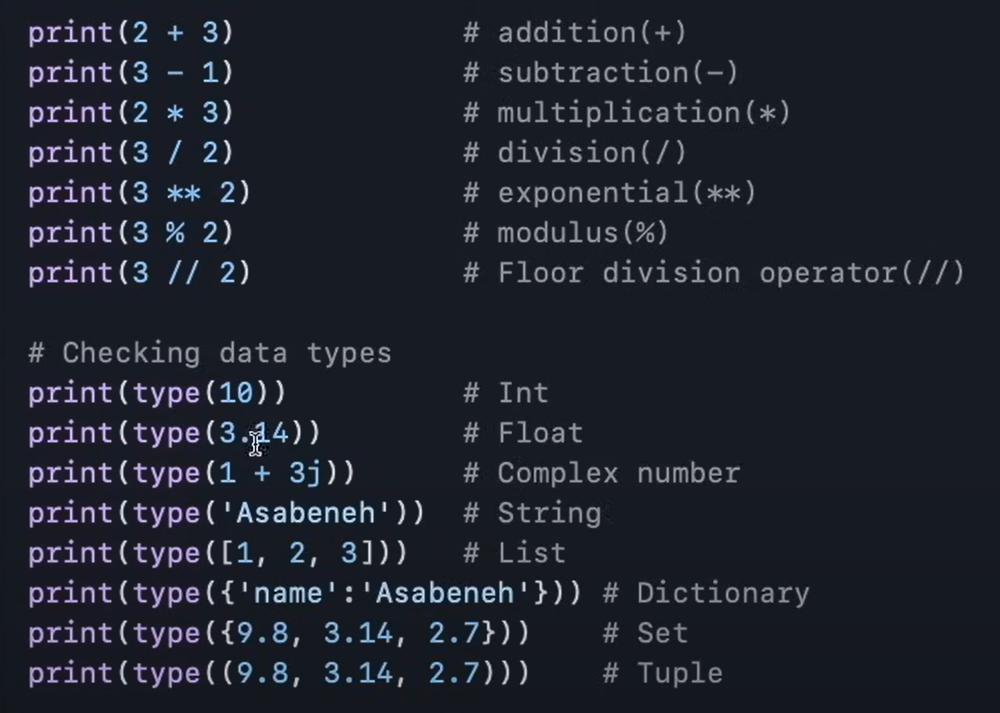 print(2 + 3)             # addition(+)
print(3 - 1)             # subtraction(-)
print(2 * 3)             # multiplication(*)
print(3 / 2)             # division(/)
print(3 ** 2)            # exponential(**)
print(3 % 2)             # modulus(%)
print(3 // 2)            # Floor division operator(//)

# Checking data types
print(type(10))          # Int
print(type(3.14))        # Float
print(type(1 + 3j))      # Complex number
print(type('Asabeneh'))  # String
print(type([1, 2, 3]))   # List
print(type({'name':'Asabeneh'})) # Dictionary
print(type({9.8, 3.14, 2.7}))    # Set
print(type((9.8, 3.14, 2.7)))    # Tuple